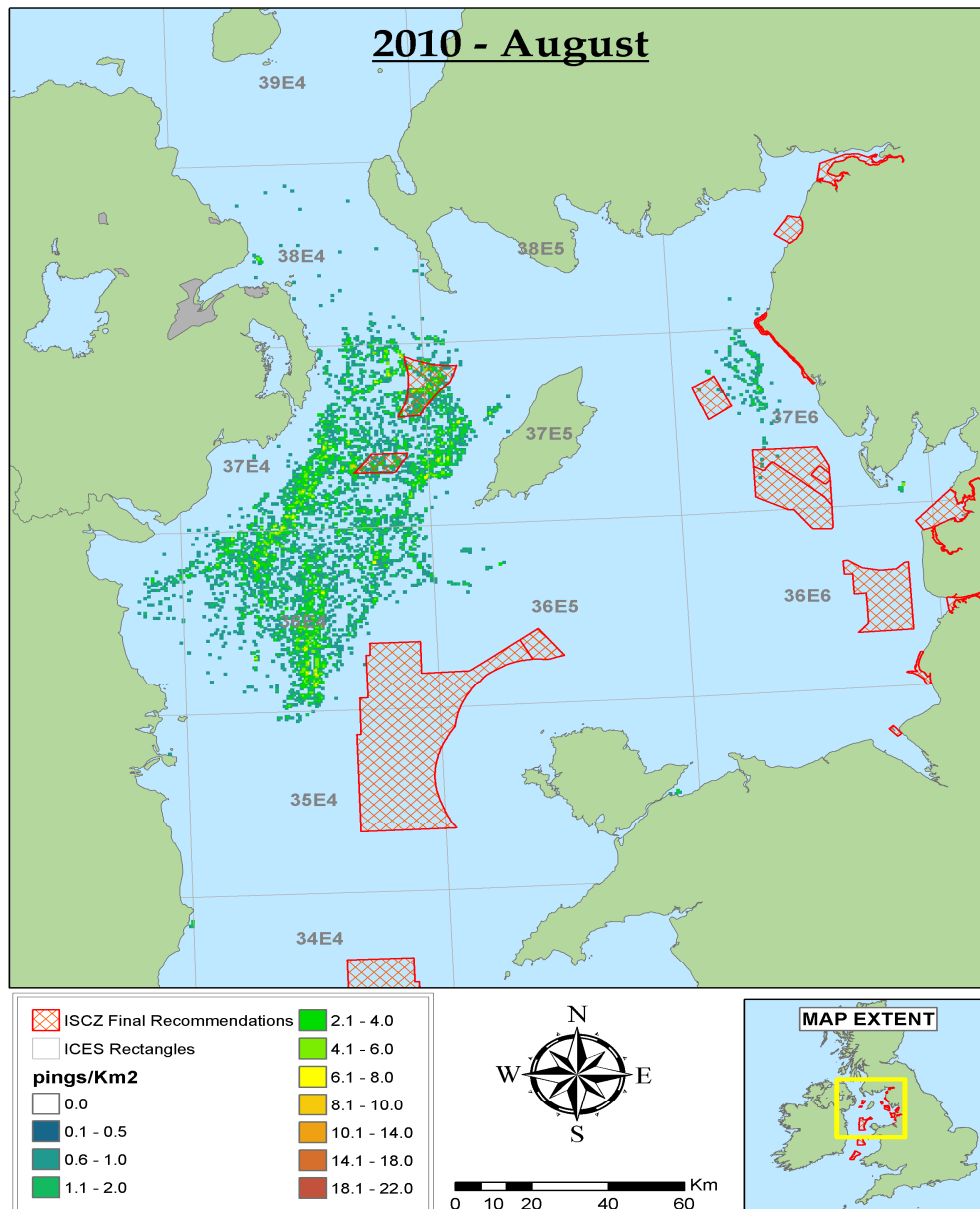 2010 - August
39E4
38E4
38E5
37E4
37E5
37E6
36E4
36E5
36E6
35E4
34E4
ISCZ Final Recommendations
ICES Rectangles
pings/Km2
0.0
0.1 - 0.5
0.6 - 1.0
1.1 - 2.0
2.1 - 4.0
4.1 - 6.0
6.1 - 8.0
8.1 - 10.0
10.1 - 14.0
14.1 - 18.0
18.1 - 22.0
N
W
E
S
Km
0 10 20 40 60
MAP EXTENT